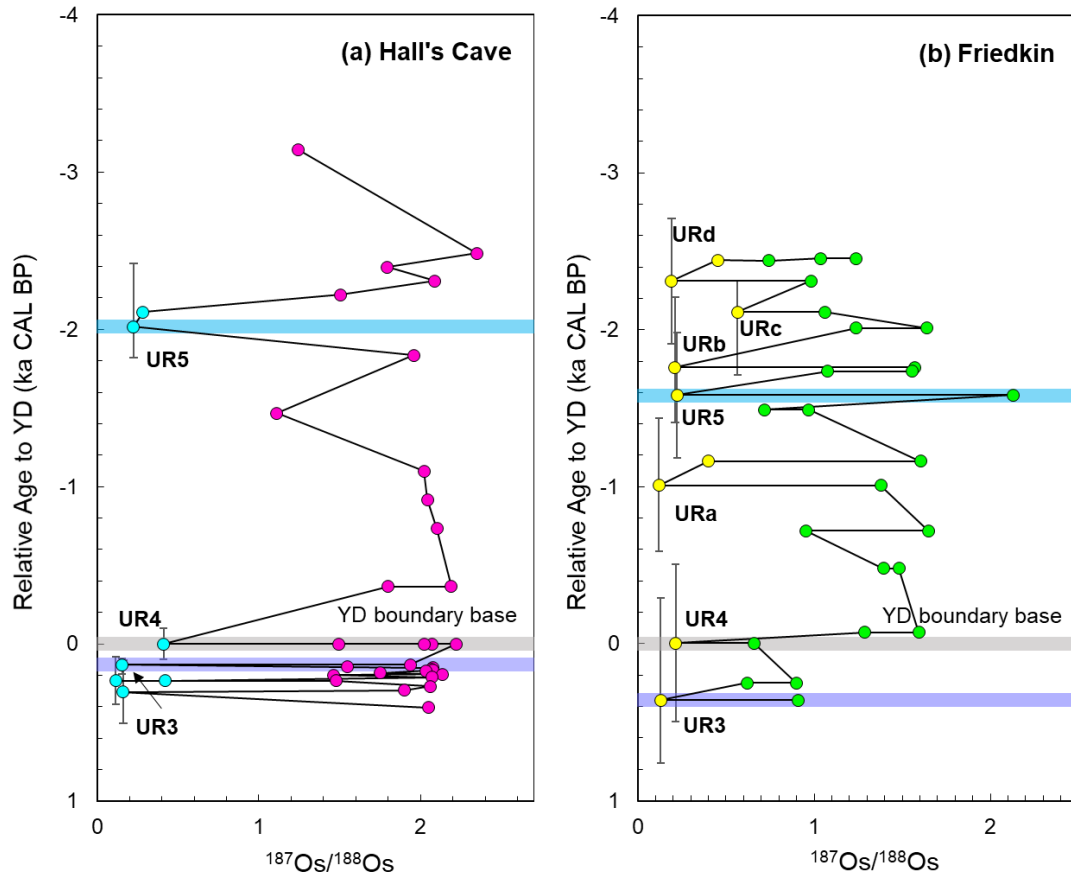 (a) Hall's Cave
Relative Age to YD (ka CAL BP)
-4
-3
-2
-1
0
1
UR5
UR4
YD boundary base
UR3
0
1
2
¹⁸⁷Os/¹⁸⁸Os
(b) Friedkin
Relative Age to YD (ka CAL BP)
-4
-3
-2
-1
0
1
URd
URc
URb
UR5
URa
UR4
YD boundary base
UR3
0
1
2
¹⁸⁷Os/¹⁸⁸Os